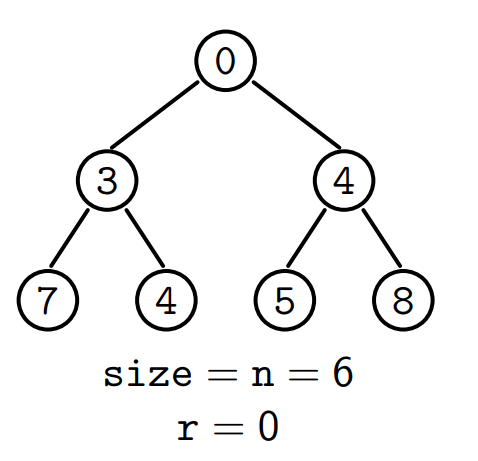 0
3 4
7 4 5 8
size = n = 6
r = 0